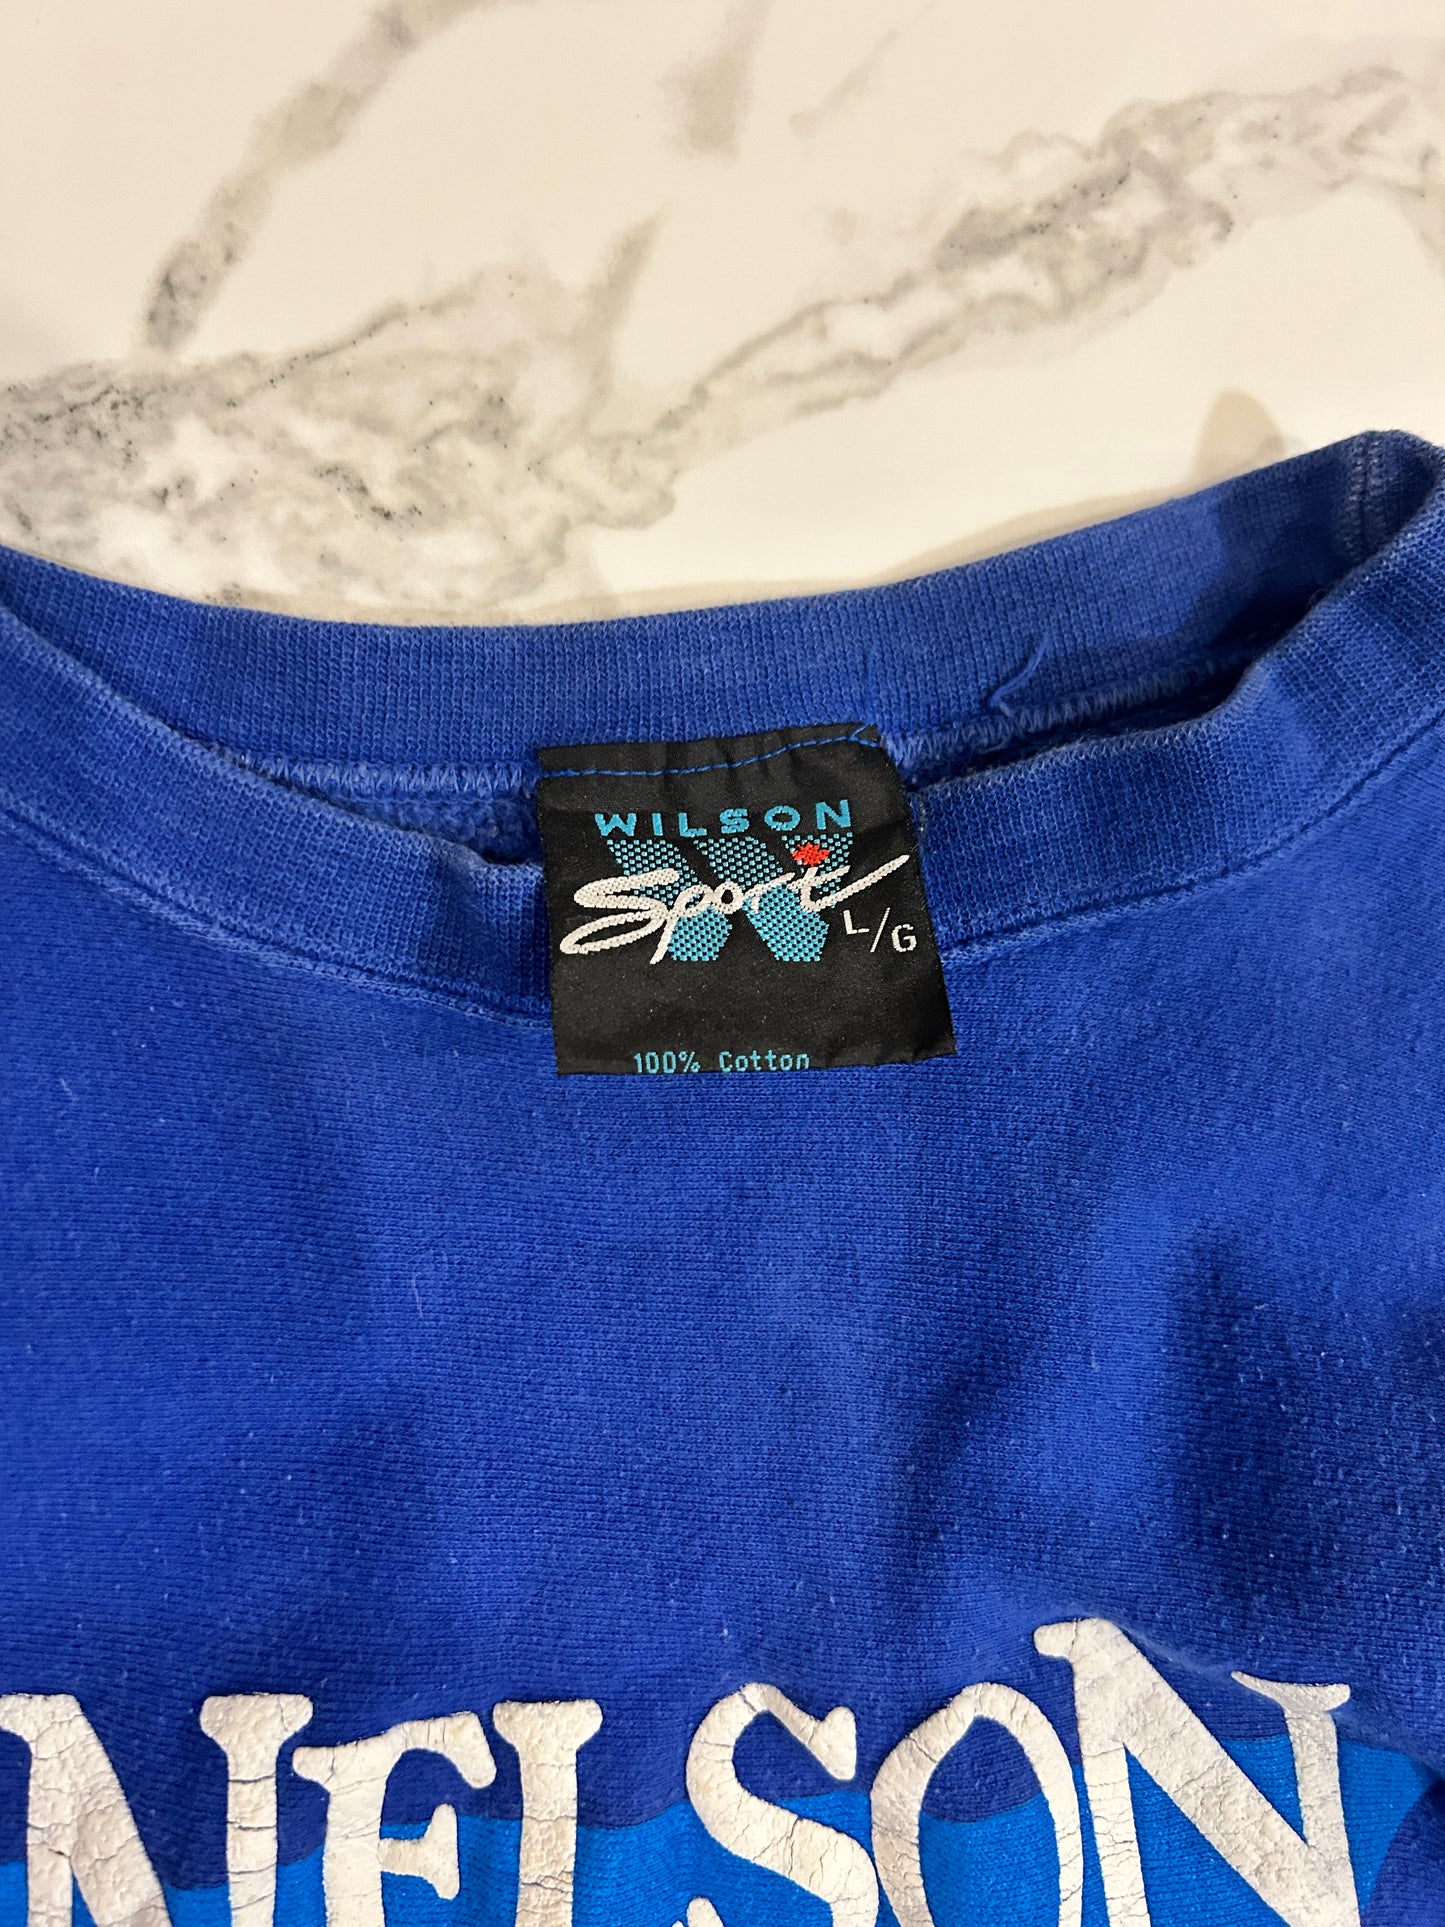 WILSON
Sport
L/G
100% Cotton
NELSON